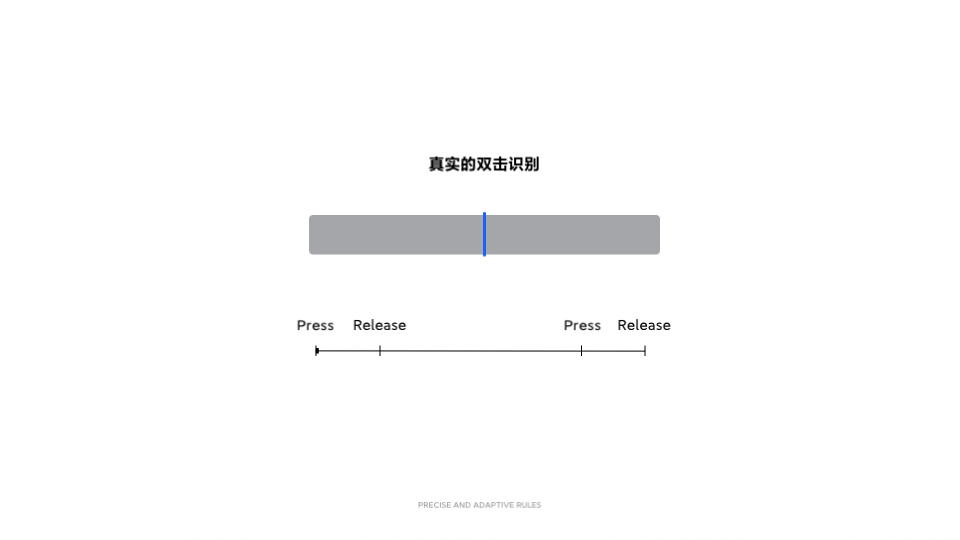 真实的双击识别
Press Release Press Release
PRECISE AND ADAPTIVE RULES